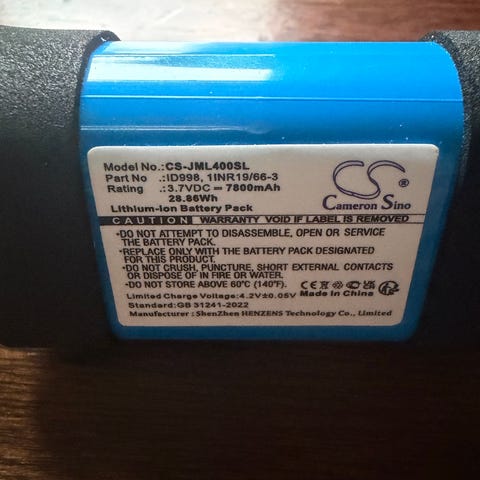 Model No.:CS-JML400SL
Part No .:ID998, 1INR19/66-3
Rating .:3.7VDC⎓7800mAh
28.86Wh
Lithium-ion Battery Pack
CS
®
Cameron Sino
CAUTION WARRANTY VOID IF LABEL IS REMOVED
•DO NOT ATTEMPT TO DISASSEMBLE, OPEN OR SERVICE
THE BATTERY PACK.
•REPLACE ONLY WITH THE BATTERY PACK DESIGNATED
FOR THIS PRODUCT.
•DO NOT CRUSH, PUNCTURE, SHORT EXTERNAL CONTACTS
OR DISPOSE OF IN FIRE OR WATER.
•DO NOT STORE ABOVE 60°C (140°F).
CE
UKCA
Made In China
Limited Charge Voltage:4.2V±0.05V
Standard:GB 31241-2022
Manufacturer : ShenZhen HENZENS Technology Co., Limited